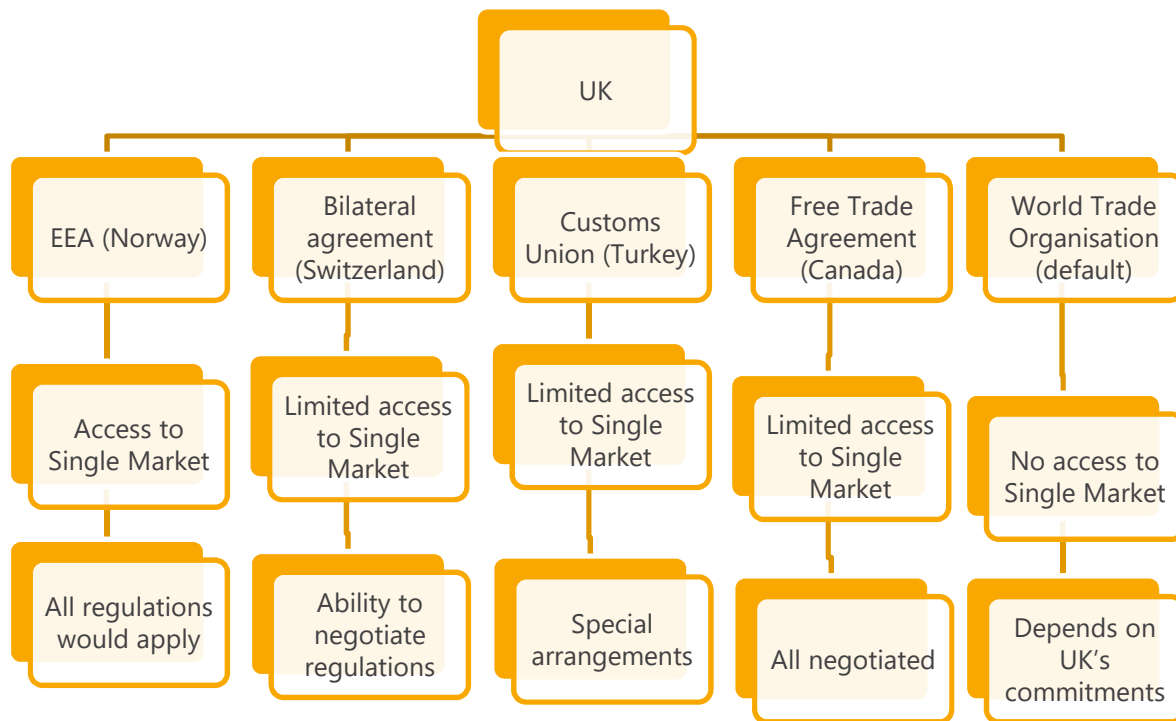 UK
EEA (Norway)
Bilateral
agreement
(Switzerland)
Customs
Union (Turkey)
Free Trade
Agreement
(Canada)
World Trade
Organisation
(default)
Access to
Single Market
Limited access
to Single
Market
Limited access
to Single
Market
Limited access
to Single
Market
No access to
Single Market
All regulations
would apply
Ability to
negotiate
regulations
Special
arrangements
All negotiated
Depends on
UK’s
commitments